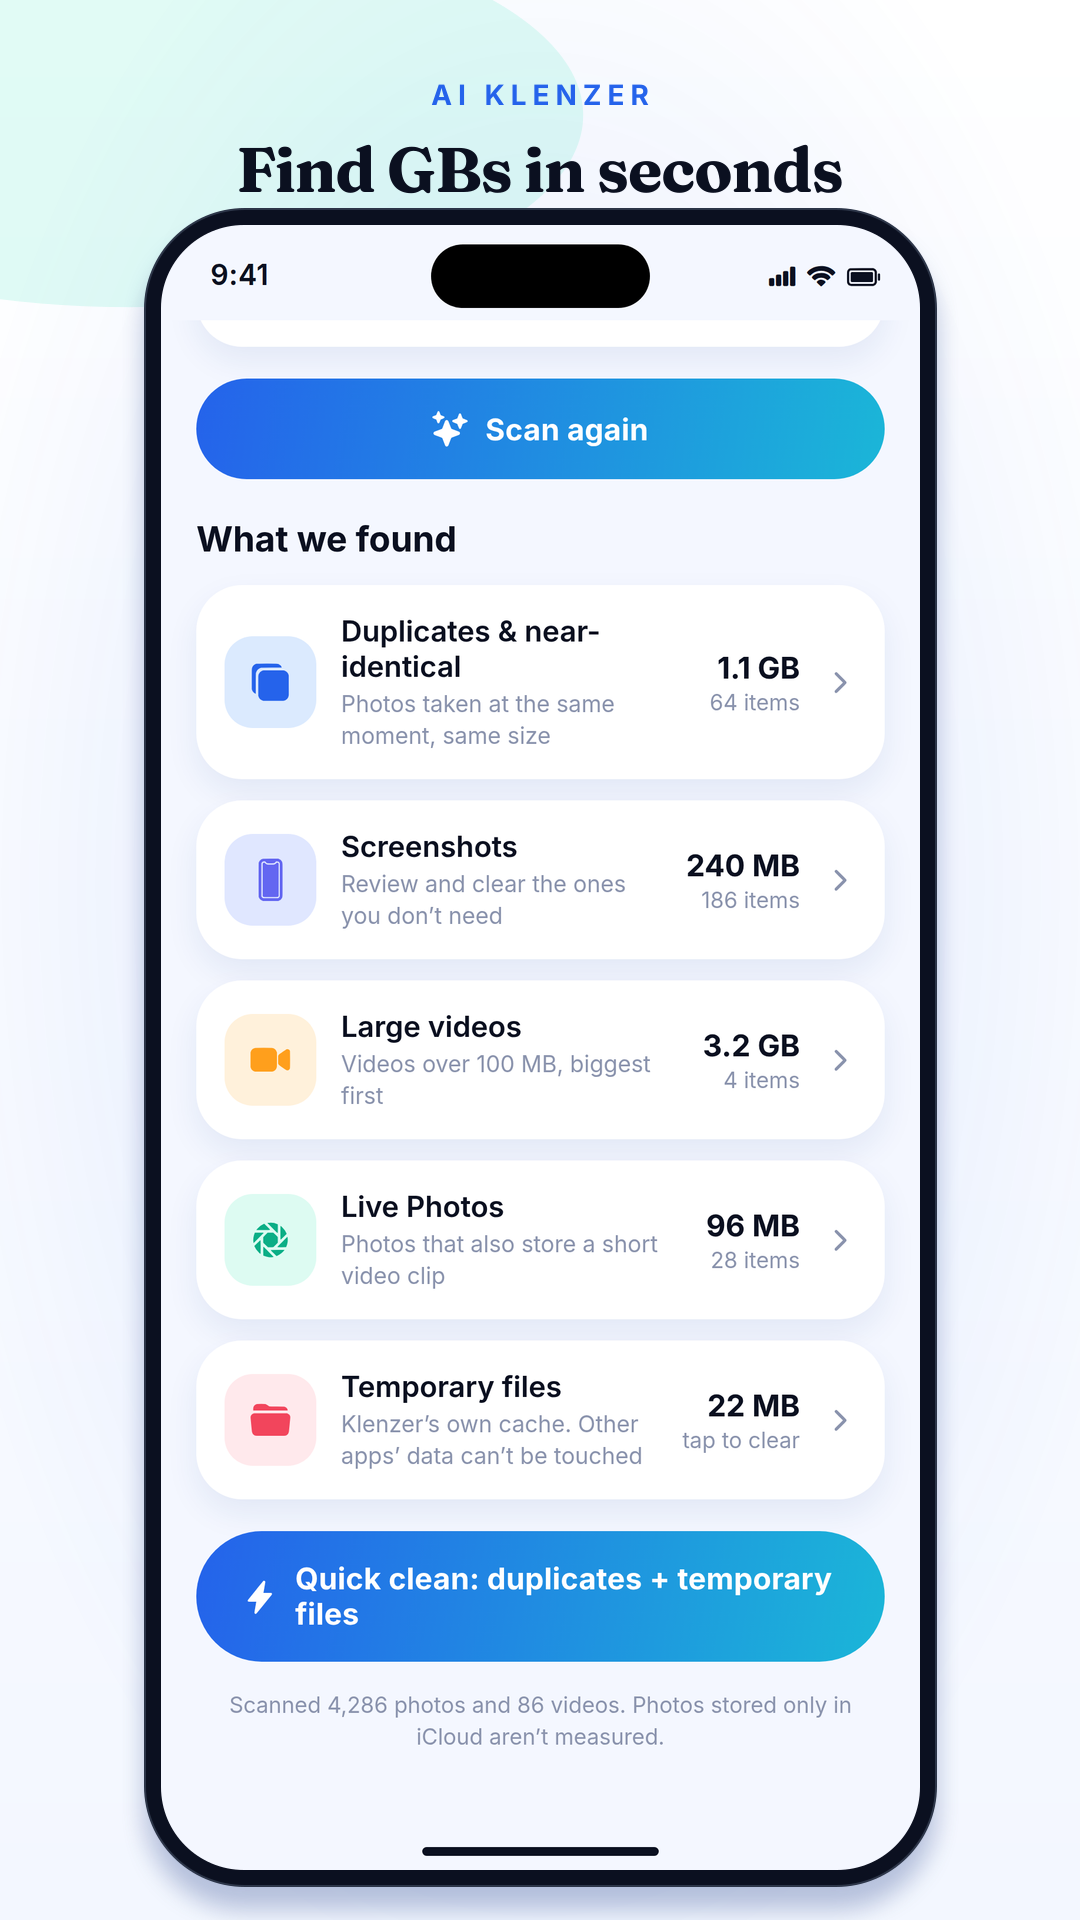 AI KLENZER
Find GBs in seconds
9:41
Scan again
What we found
Duplicates & near-
identical
Photos taken at the same
moment, same size
1.1 GB
64 items
Screenshots
Review and clear the ones
you don’t need
240 MB
186 items
Large videos
Videos over 100 MB, biggest
first
3.2 GB
4 items
Live Photos
Photos that also store a short
video clip
96 MB
28 items
Temporary files
Klenzer’s own cache. Other
apps’ data can’t be touched
22 MB
tap to clear
Quick clean: duplicates + temporary
files
Scanned 4,286 photos and 86 videos. Photos stored only in
iCloud aren’t measured.